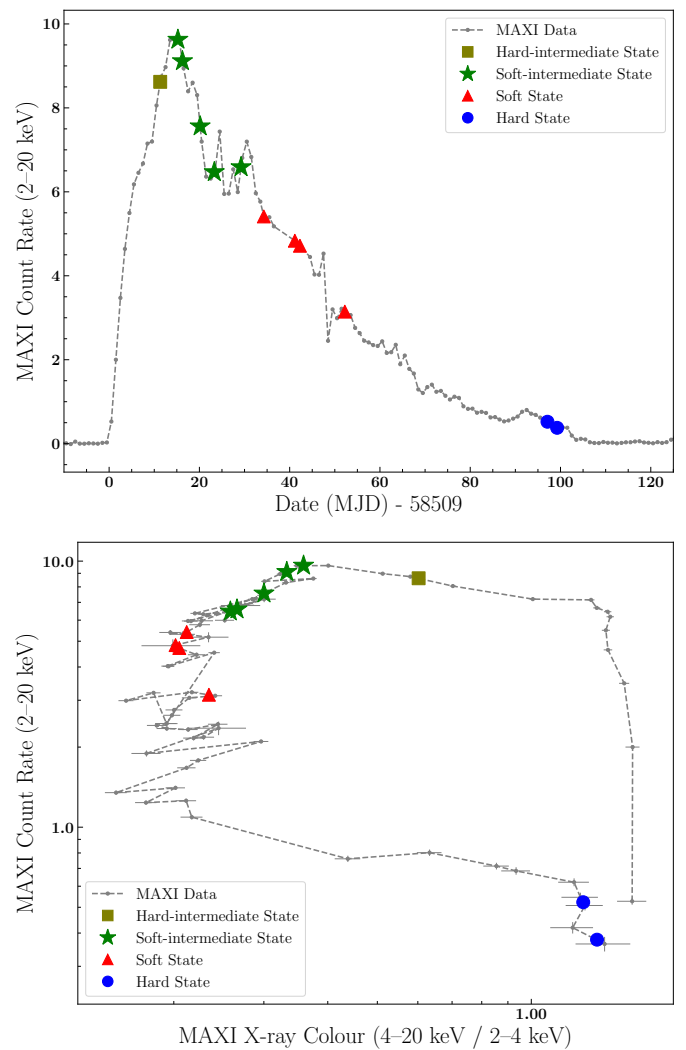 MAXI Count Rate (2–20 keV)
10
8
6
4
2
0
MAXI Data
Hard-intermediate State
Soft-intermediate State
Soft State
Hard State
0
20
40
60
80
100
120
Date (MJD) - 58509
MAXI Count Rate (2–20 keV)
10.0
1.0
MAXI Data
Hard-intermediate State
Soft-intermediate State
Soft State
Hard State
1.00
MAXI X-ray Colour (4–20 keV / 2–4 keV)